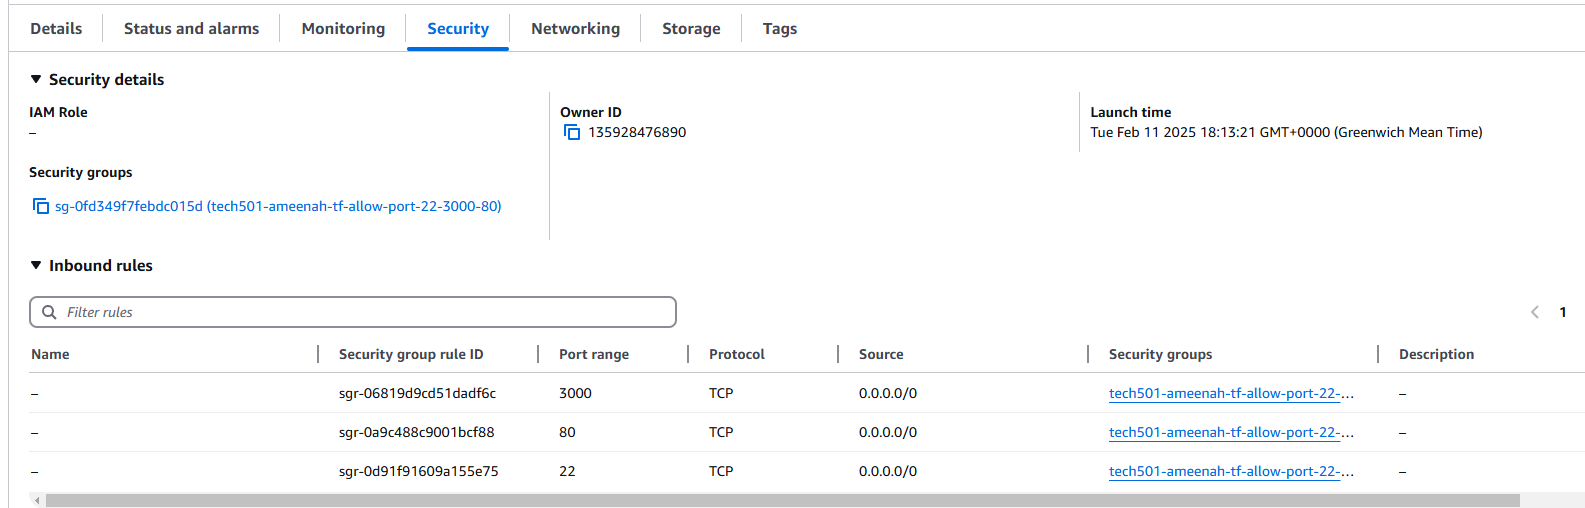 Details Status and alarms Monitoring Security Networking Storage Tags
Security details
IAM Role
–
Owner ID
135928476890
Launch time
Tue Feb 11 2025 18:13:21 GMT+0000 (Greenwich Mean Time)
Security groups
sg-0fd349f7febdc015d (tech501-ameenah-tf-allow-port-22-3000-80)
Inbound rules
Filter rules
1
Name Security group rule ID Port range Protocol Source Security groups Description
– sgr-06819d9cd51dadf6c 3000 TCP 0.0.0.0/0 tech501-ameenah-tf-allow-port-22-… –
– sgr-0a9c488c9001bcf88 80 TCP 0.0.0.0/0 tech501-ameenah-tf-allow-port-22-… –
– sgr-0d91f91609a155e75 22 TCP 0.0.0.0/0 tech501-ameenah-tf-allow-port-22-… –